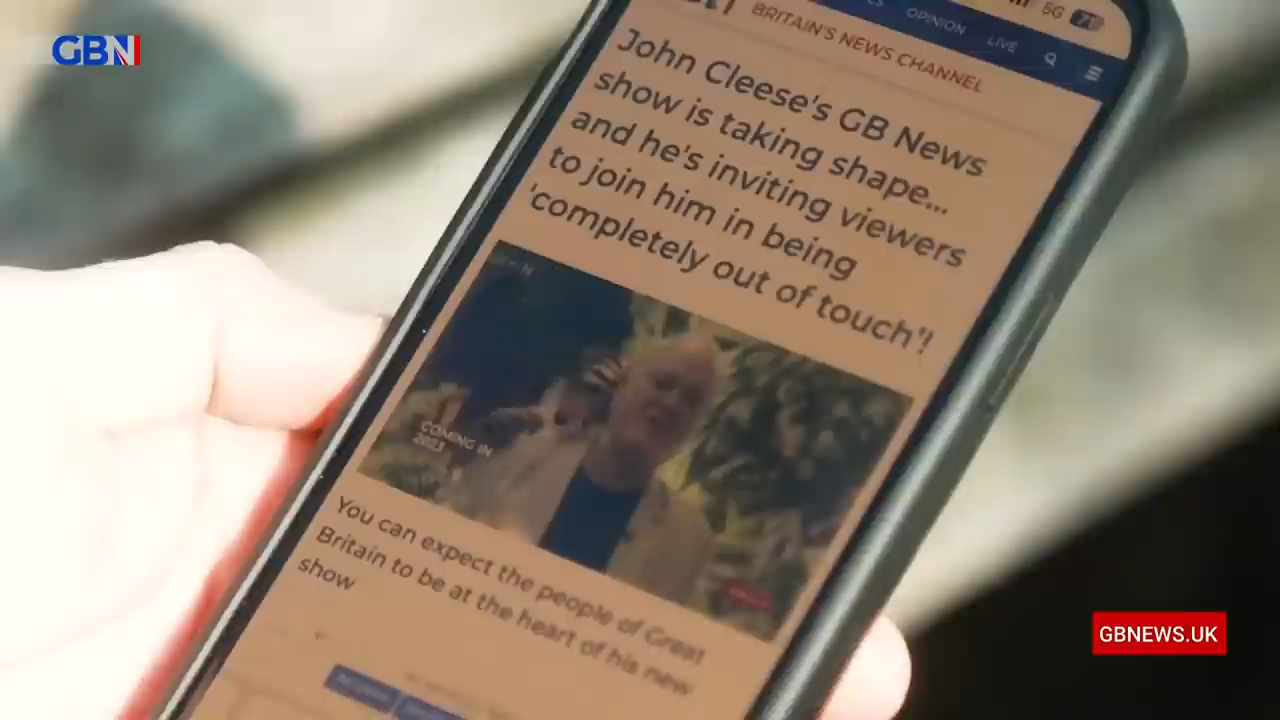 GBN
5G
OPINION
LIVE
BRITAIN'S NEWS CHANNEL
John Cleese's GB News
show is taking shape...
and he's inviting viewers
to join him in being
'completely out of touch'!
COMING IN
2023
You can expect the people of Great
Britain to be at the heart of his new
show
GBNEWS.UK